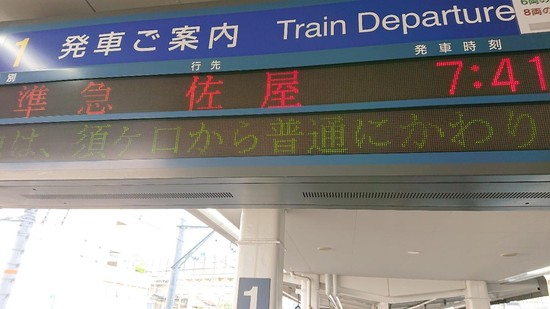 1 発車ご案内 Train Departure
別 行先 発車時刻
準急 佐屋 7:41
は、須ケ口から普通にかわり
1